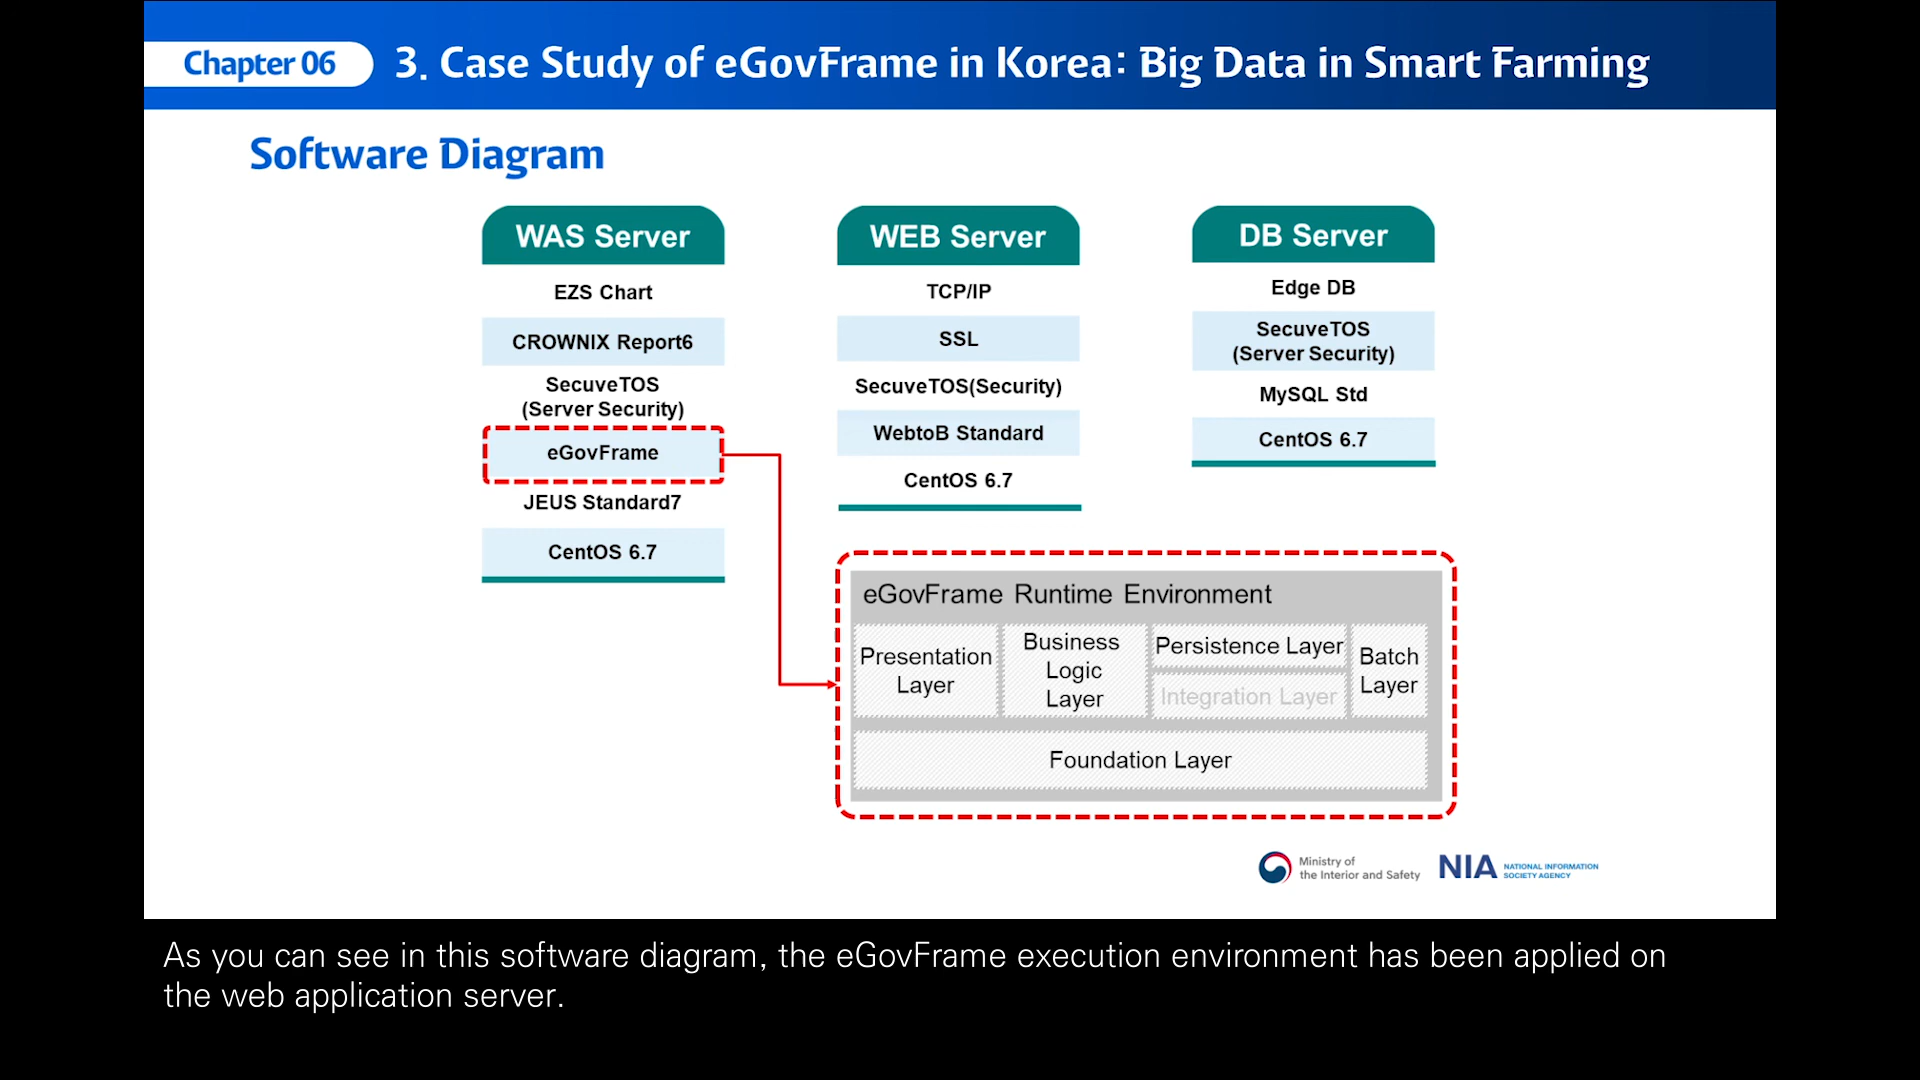 Chapter 06
3. Case Study of eGovFrame in Korea: Big Data in Smart Farming
Software Diagram
WAS Server
EZS Chart
CROWNIX Report6
SecuveTOS
(Server Security)
eGovFrame
JEUS Standard7
CentOS 6.7
WEB Server
TCP/IP
SSL
SecuveTOS(Security)
WebtoB Standard
CentOS 6.7
DB Server
Edge DB
SecuveTOS
(Server Security)
MySQL Std
CentOS 6.7
eGovFrame Runtime Environment
Presentation
Layer
Business
Logic
Layer
Persistence Layer
Integration Layer
Batch
Layer
Foundation Layer
Ministry of
the Interior and Safety
NIA
NATIONAL INFORMATION
SOCIETY AGENCY
As you can see in this software diagram, the eGovFrame execution environment has been applied on
the web application server.